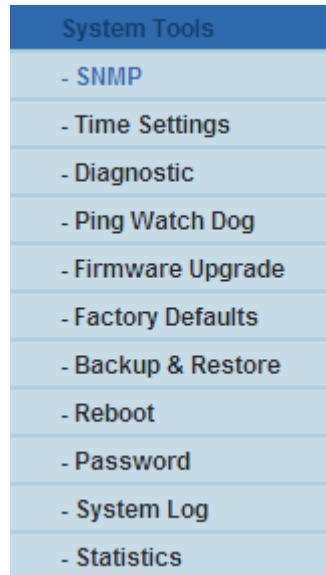 System Tools
- SNMP
- Time Settings
- Diagnostic
- Ping Watch Dog
- Firmware Upgrade
- Factory Defaults
- Backup & Restore
- Reboot
- Password
- System Log
- Statistics